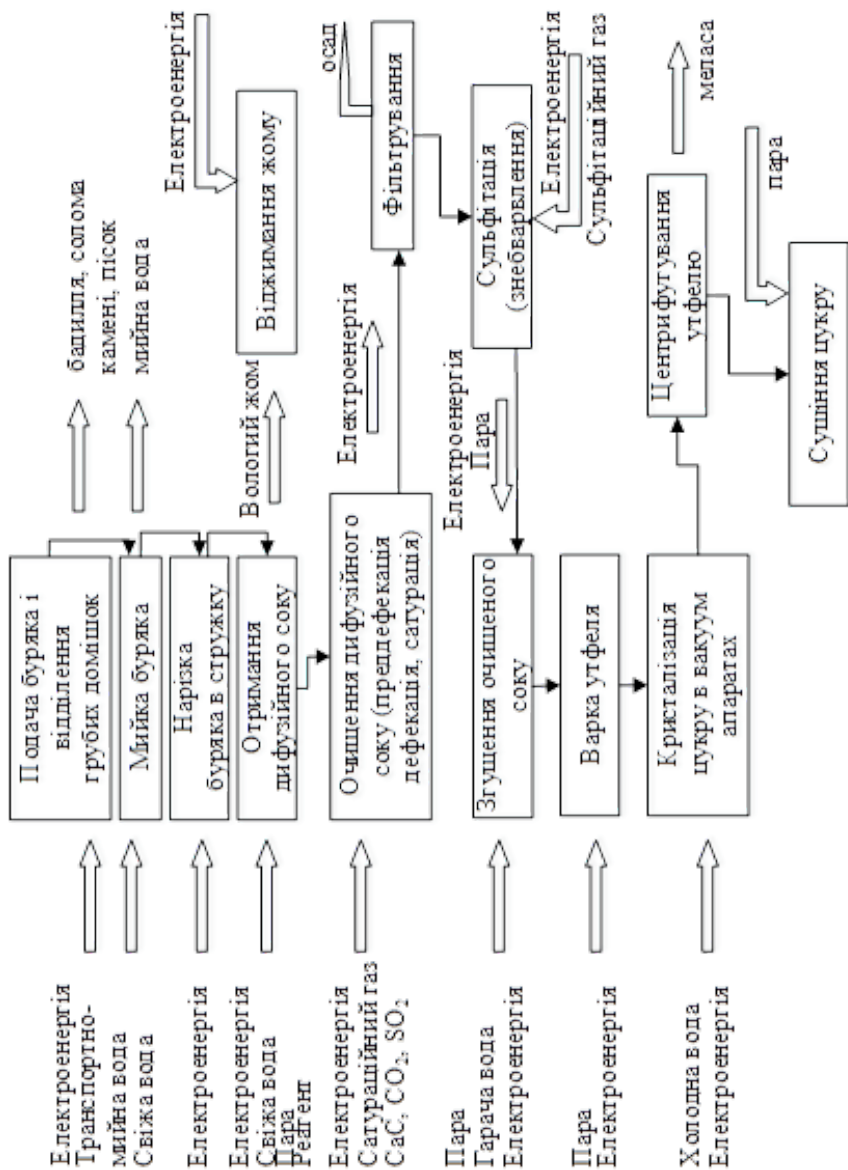 Електроенергія
Транспортно-
мийна вода
Свіжа вода
Електроенергія
Електроенергія
Свіжа вода
Пара
Реагент
Електроенергія
Сатураційний газ
СаС, СО2, SO2
Пара
Гарача вода
Електроенергія
Пара
Електроенергія
Холодна вода
Електроенергія
Подача буряка і
відділення
грубих домішок
Мийка буряка
Нарізка
буряка в стружку
Отримання
дифузійного соку
Очищення дифузійного
соку (преддефекація
дефекація, сатурація)
Згущення очищеного
соку
Варка утфеля
Кристалізація
цукру в вакуум
апаратах
бадилля, солома
камені, пісок
мийна вода
Вологий жом
Електроенергія
Віджимання жому
Електроенергія
осад
Фільтрування
Сульфітація
(знебварвлення)
Електроенергія
Сульфітаційний газ
Електроенергія
Пара
Центрифугування
утфелю
меласа
пара
Сушіння цукру